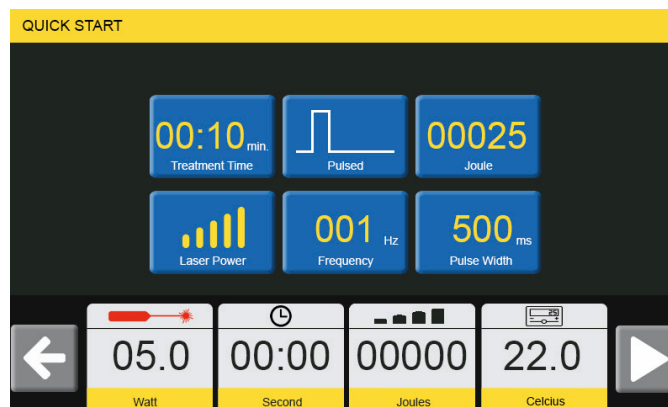 QUICK START
00:10 min.
Treatment Time
Pulsed
00025
Joule
Laser Power
001 Hz
Frequency
500 ms
Pulse Width
25
05.0
Watt
00:00
Second
00000
Joules
22.0
Celcius